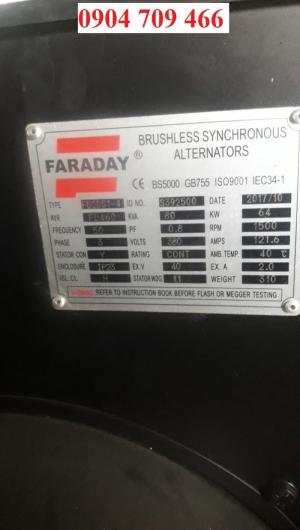 0904 709 466
FARADAY ®
BRUSHLESS SYNCHRONOUS
ALTERNATORS
CE BS5000 GB755 ISO9001 IEC34-1
TYPE ID NO. DATE 2017/10
AVR KVA 80 KW 64
FREQUENCY 50 PF 0.8 RPM 1500
PHASE 3 VOLTS 380 AMPS 121.6
STATOR CON Y RATING CONT AMB.TEMP. 40 ℃
ENCLOSURE IP23 EX.V 40 EX. A 2.0
H STATOR WDG 11 WEIGHT 310
REFER TO INSTRUCTION BOOK BEFORE FLASH OR MEGGER TESTING